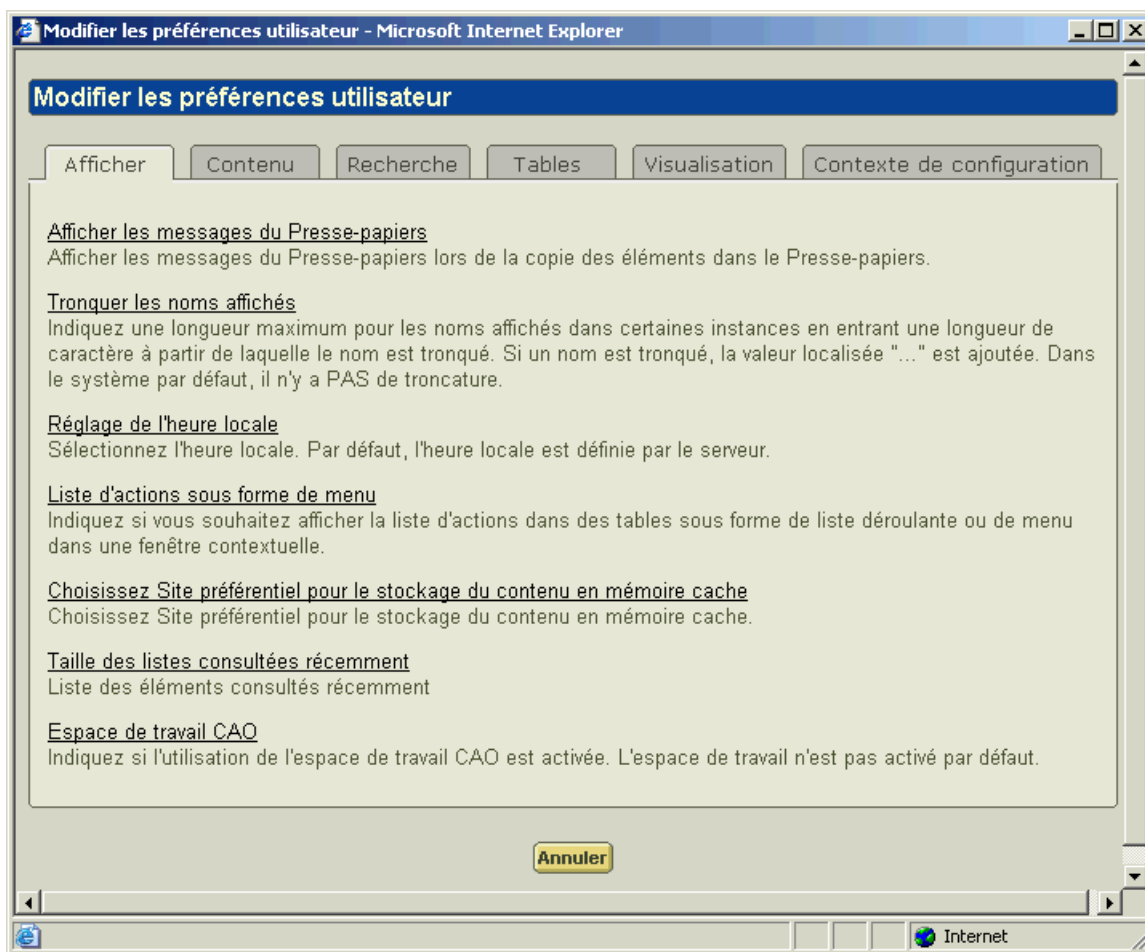 Modifier les préférences utilisateur - Microsoft Internet Explorer
Modifier les préférences utilisateur
Afficher Contenu Recherche Tables Visualisation Contexte de configuration
Afficher les messages du Presse-papiers
Afficher les messages du Presse-papiers lors de la copie des éléments dans le Presse-papiers.
Tronquer les noms affichés
Indiquez une longueur maximum pour les noms affichés dans certaines instances en entrant une longueur de
caractère à partir de laquelle le nom est tronqué. Si un nom est tronqué, la valeur localisée "..." est ajoutée. Dans
le système par défaut, il n'y a PAS de troncature.
Réglage de l'heure locale
Sélectionnez l'heure locale. Par défaut, l'heure locale est définie par le serveur.
Liste d'actions sous forme de menu
Indiquez si vous souhaitez afficher la liste d'actions dans des tables sous forme de liste déroulante ou de menu
dans une fenêtre contextuelle.
Choisissez Site préférentiel pour le stockage du contenu en mémoire cache
Choisissez Site préférentiel pour le stockage du contenu en mémoire cache.
Taille des listes consultées récemment
Liste des éléments consultés récemment
Espace de travail CAO
Indiquez si l'utilisation de l'espace de travail CAO est activée. L'espace de travail n'est pas activé par défaut.
Annuler
Internet